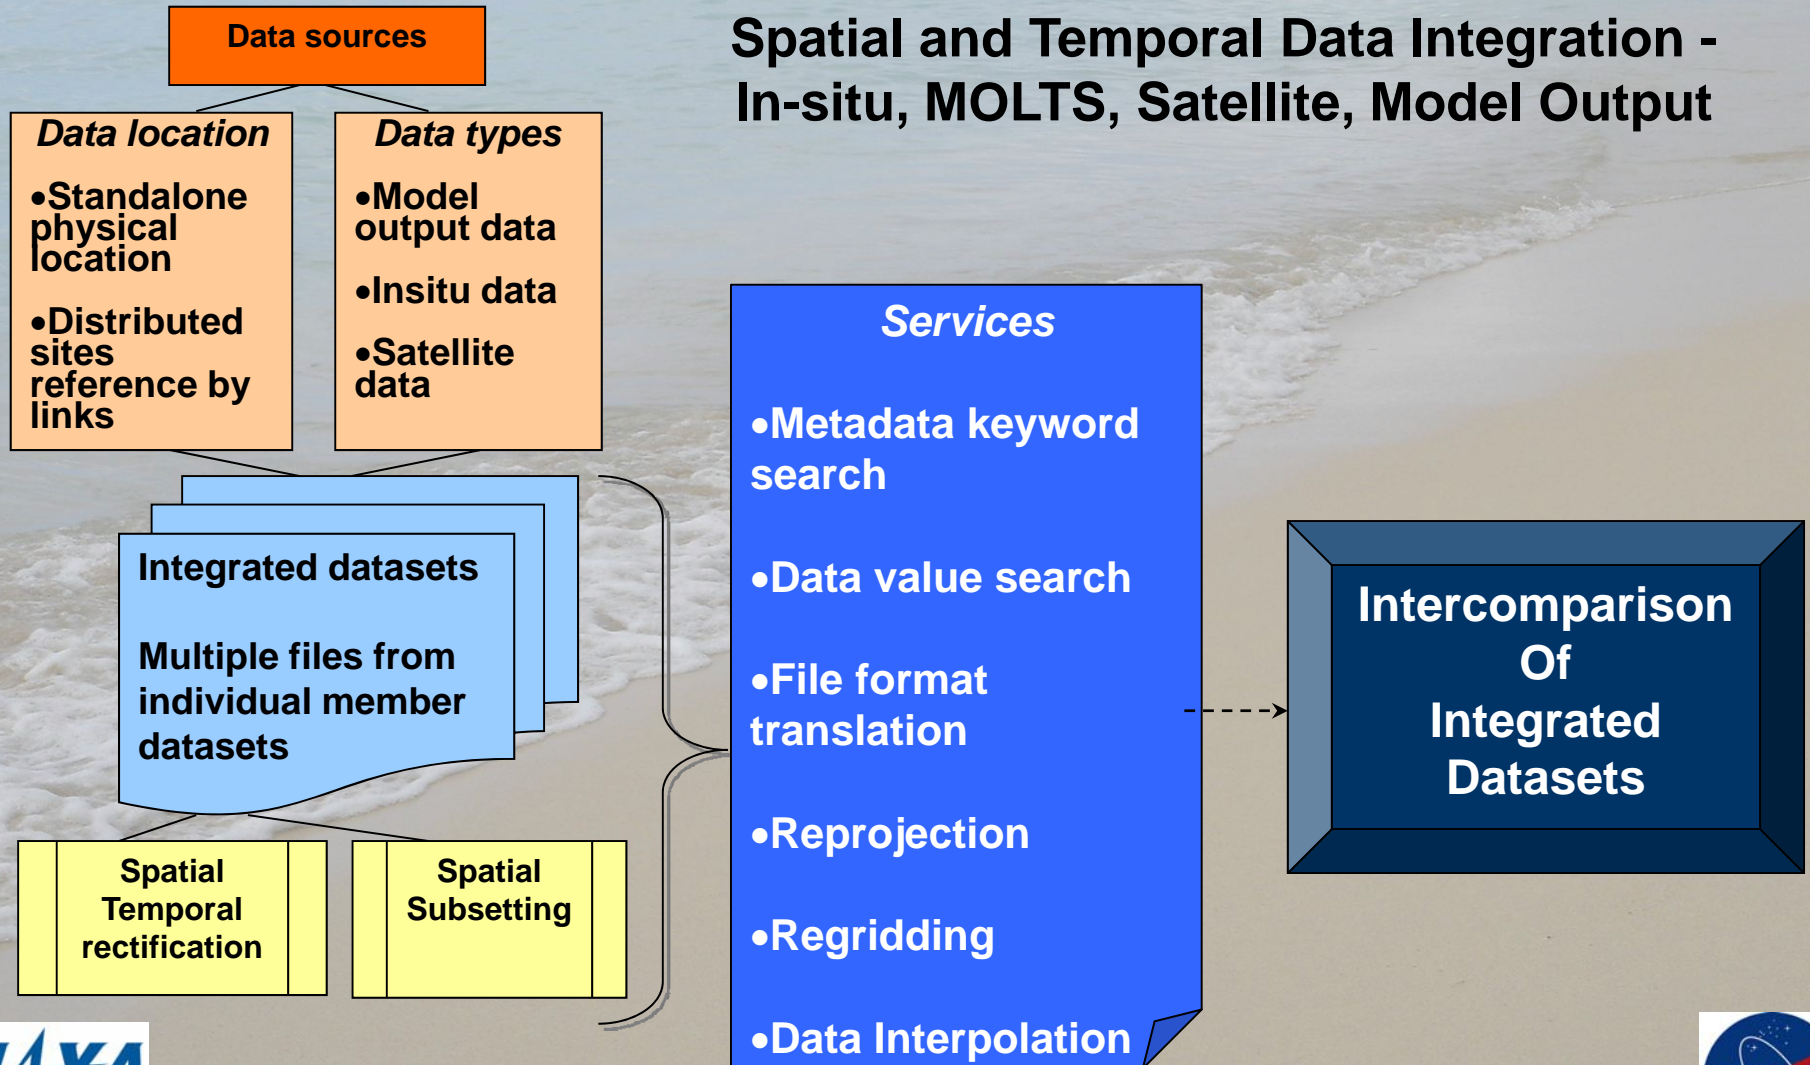 Data sources
Spatial and Temporal Data Integration -
In-situ, MOLTS, Satellite, Model Output
Data location
•Standalone
physical
location
•Distributed
sites
reference by
links
Data types
•Model
output data
•Insitu data
•Satellite
data
Integrated datasets
Multiple files from
individual member
datasets
Spatial
Temporal
rectification
Spatial
Subsetting
Services
•Metadata keyword
search
•Data value search
•File format
translation
•Reprojection
•Regridding
•Data Interpolation
Intercomparison
Of
Integrated
Datasets